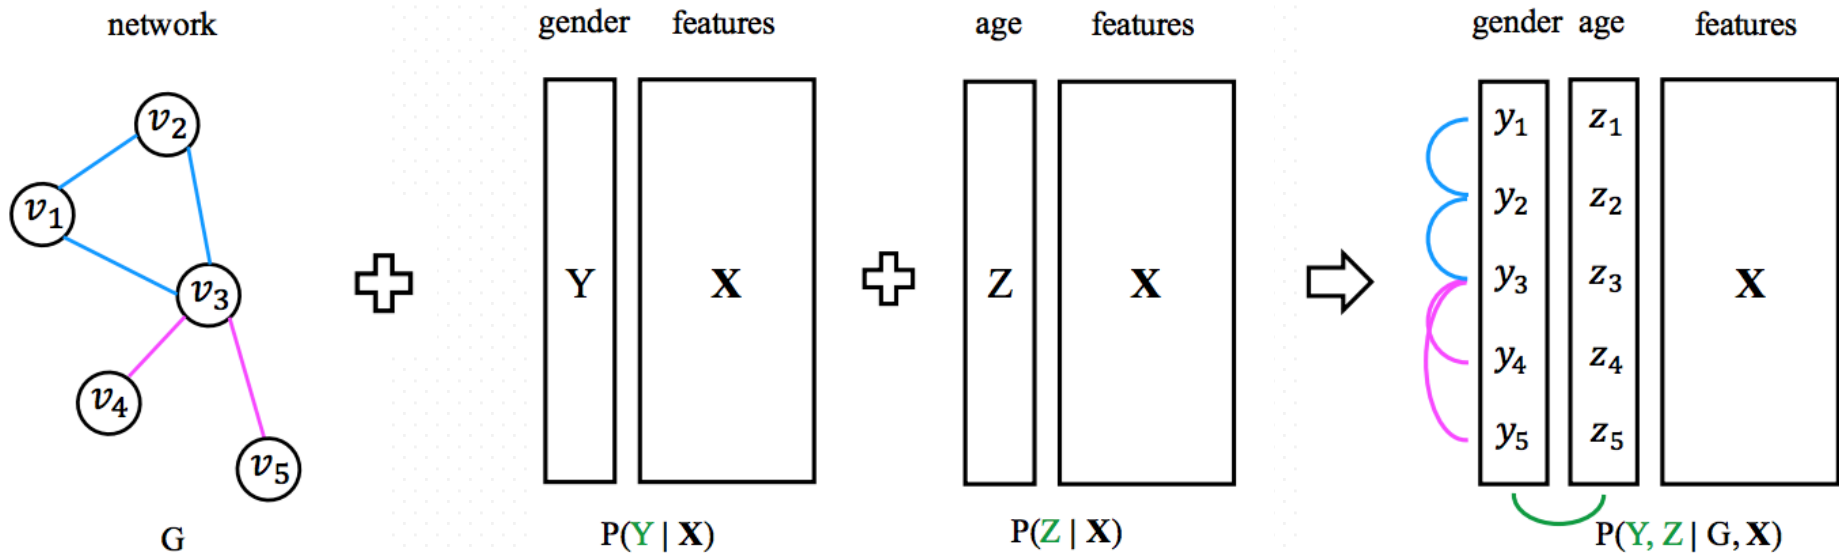 network
gender features
age features
gender age features
v₂
v₁
v₃
v₄
v₅
G
Y X
P(Y | X)
Z X
P(Z | X)
y₁ z₁
y₂ z₂
y₃ z₃ X
y₄ z₄
y₅ z₅
P(Y, Z | G, X)